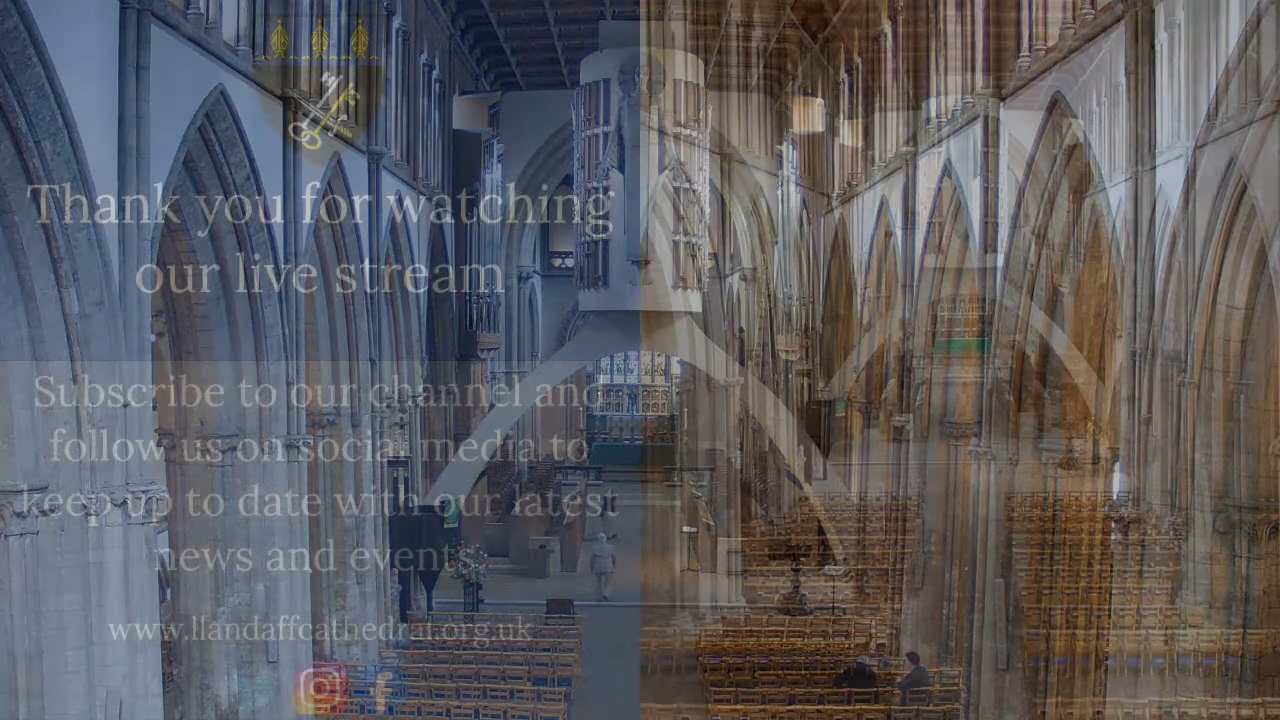 Thank you for watching
our live stream
Subscribe to our channel and
follow us on social media to
keep up to date with our latest
news and events
www.llandaffcathedral.org.uk